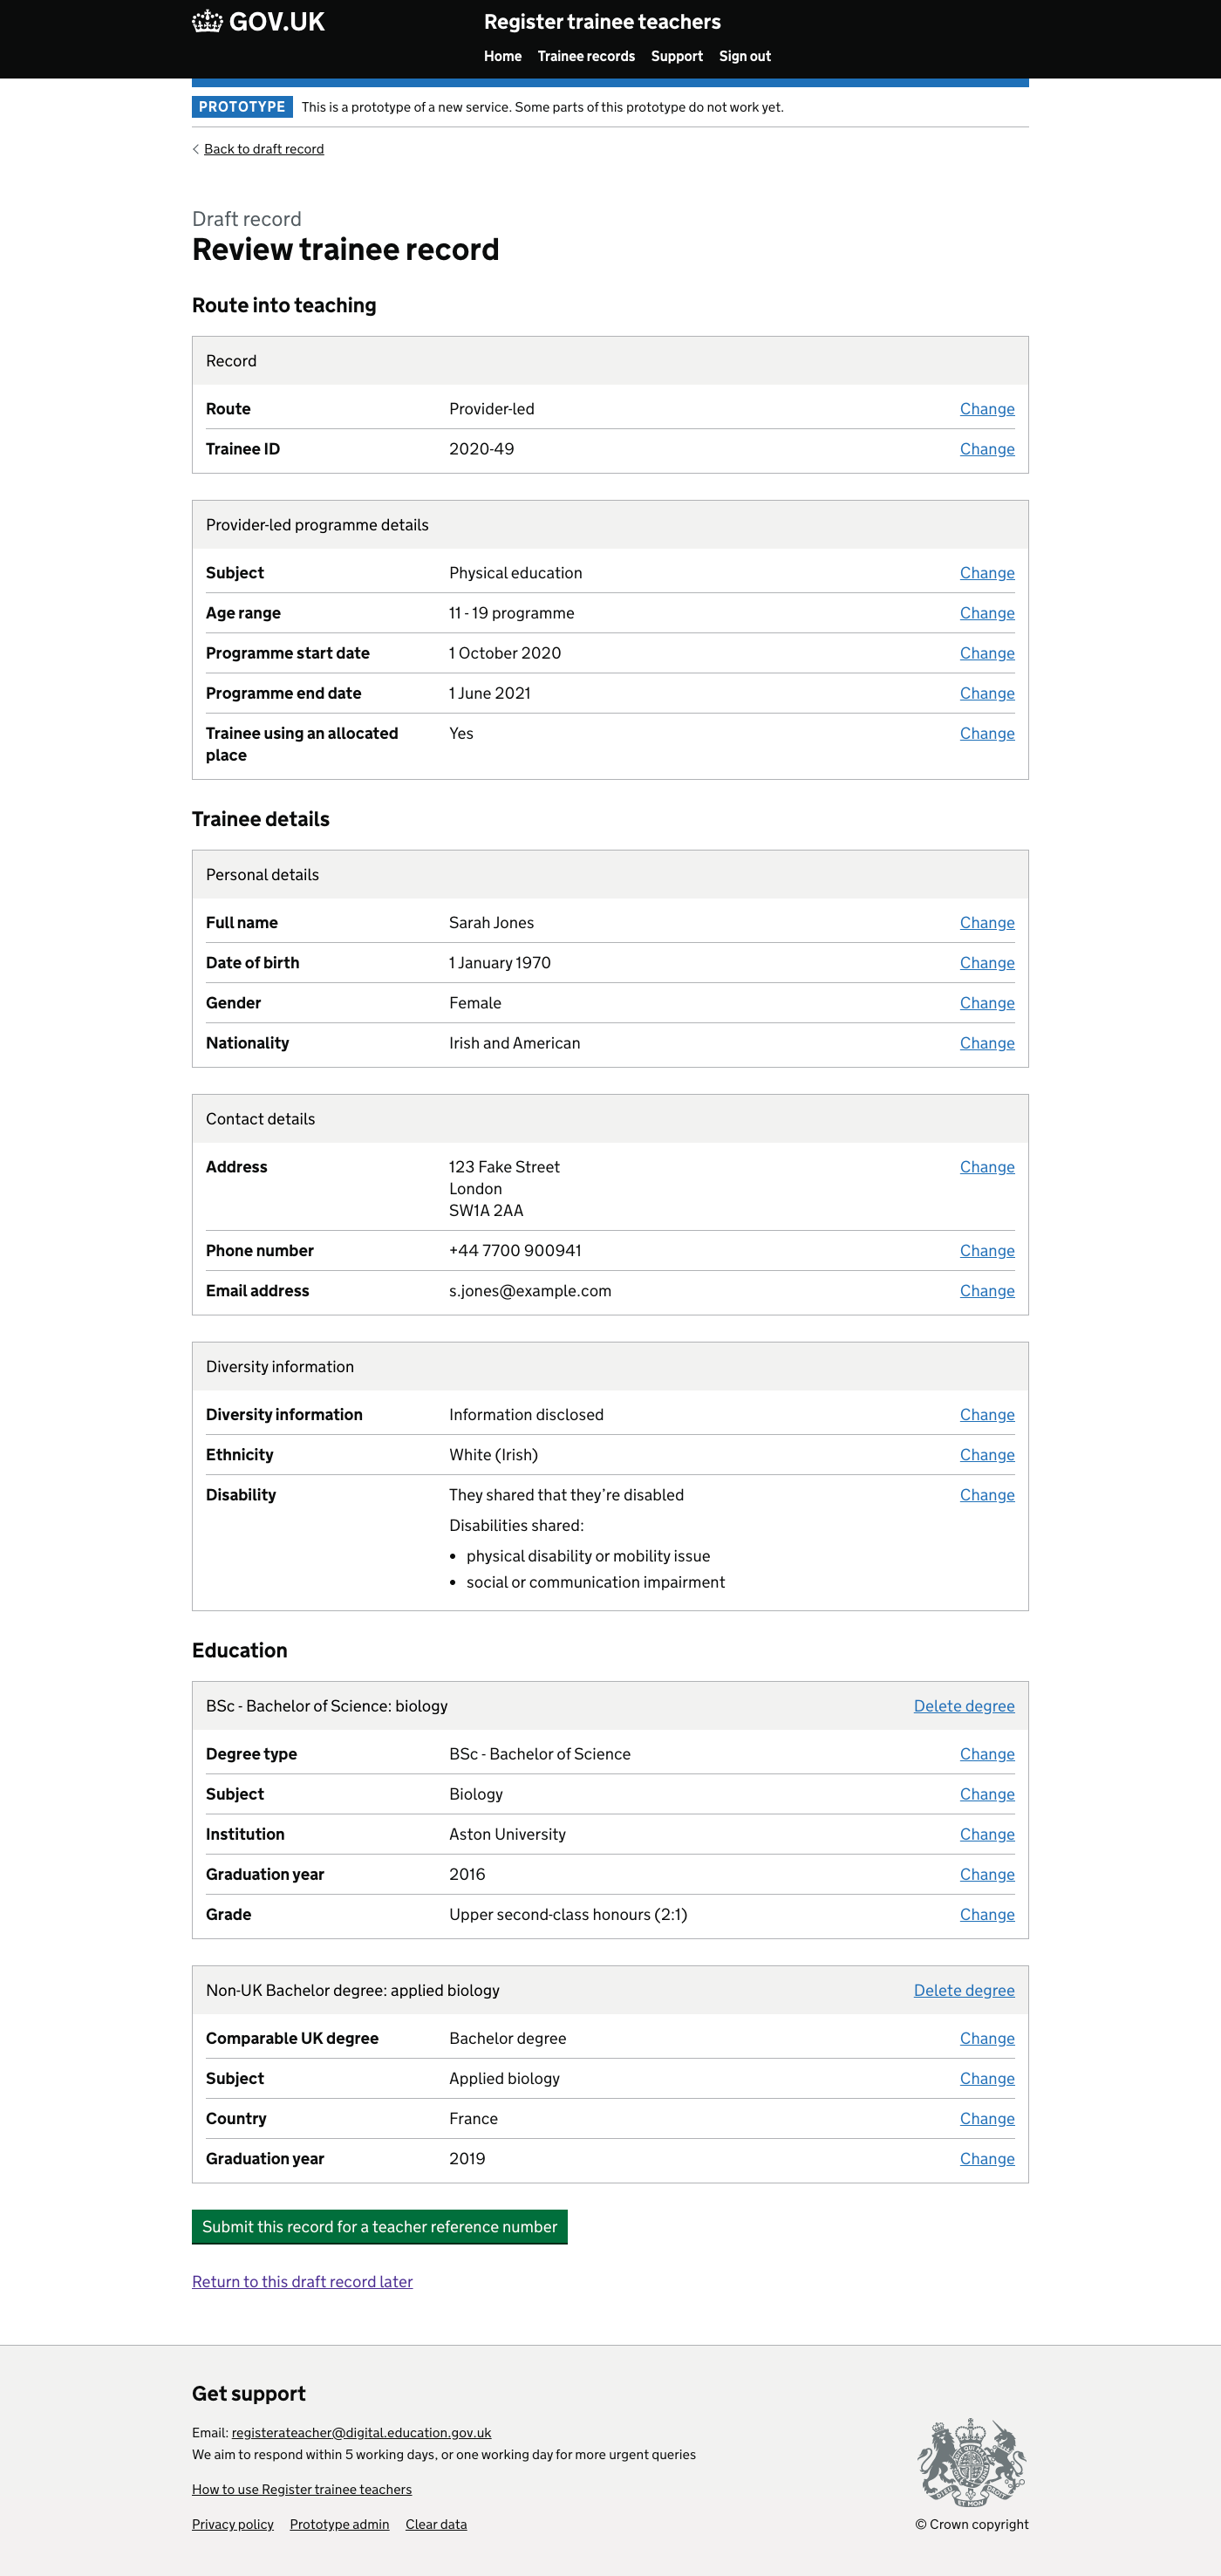 GOV.UK
Register trainee teachers
Home Trainee records Support Sign out
PROTOTYPE This is a prototype of a new service. Some parts of this prototype do not work yet.
Back to draft record
Draft record
Review trainee record
Route into teaching
Record
Route Provider-led Change
Trainee ID 2020-49 Change
Provider-led programme details
Subject Physical education Change
Age range 11 - 19 programme Change
Programme start date 1 October 2020 Change
Programme end date 1 June 2021 Change
Trainee using an allocated Yes Change
place
Trainee details
Personal details
Full name Sarah Jones Change
Date of birth 1 January 1970 Change
Gender Female Change
Nationality Irish and American Change
Contact details
Address 123 Fake Street Change
London
SW1A 2AA
Phone number +44 7700 900941 Change
Email address s.jones@example.com Change
Diversity information
Diversity information Information disclosed Change
Ethnicity White (Irish) Change
Disability They shared that they’re disabled Change
Disabilities shared:
• physical disability or mobility issue
• social or communication impairment
Education
BSc - Bachelor of Science: biology Delete degree
Degree type BSc - Bachelor of Science Change
Subject Biology Change
Institution Aston University Change
Graduation year 2016 Change
Grade Upper second-class honours (2:1) Change
Non-UK Bachelor degree: applied biology Delete degree
Comparable UK degree Bachelor degree Change
Subject Applied biology Change
Country France Change
Graduation year 2019 Change
Submit this record for a teacher reference number
Return to this draft record later
Get support
Email: registerateacher@digital.education.gov.uk
We aim to respond within 5 working days, or one working day for more urgent queries
How to use Register trainee teachers
Privacy policy Prototype admin Clear data
© Crown copyright